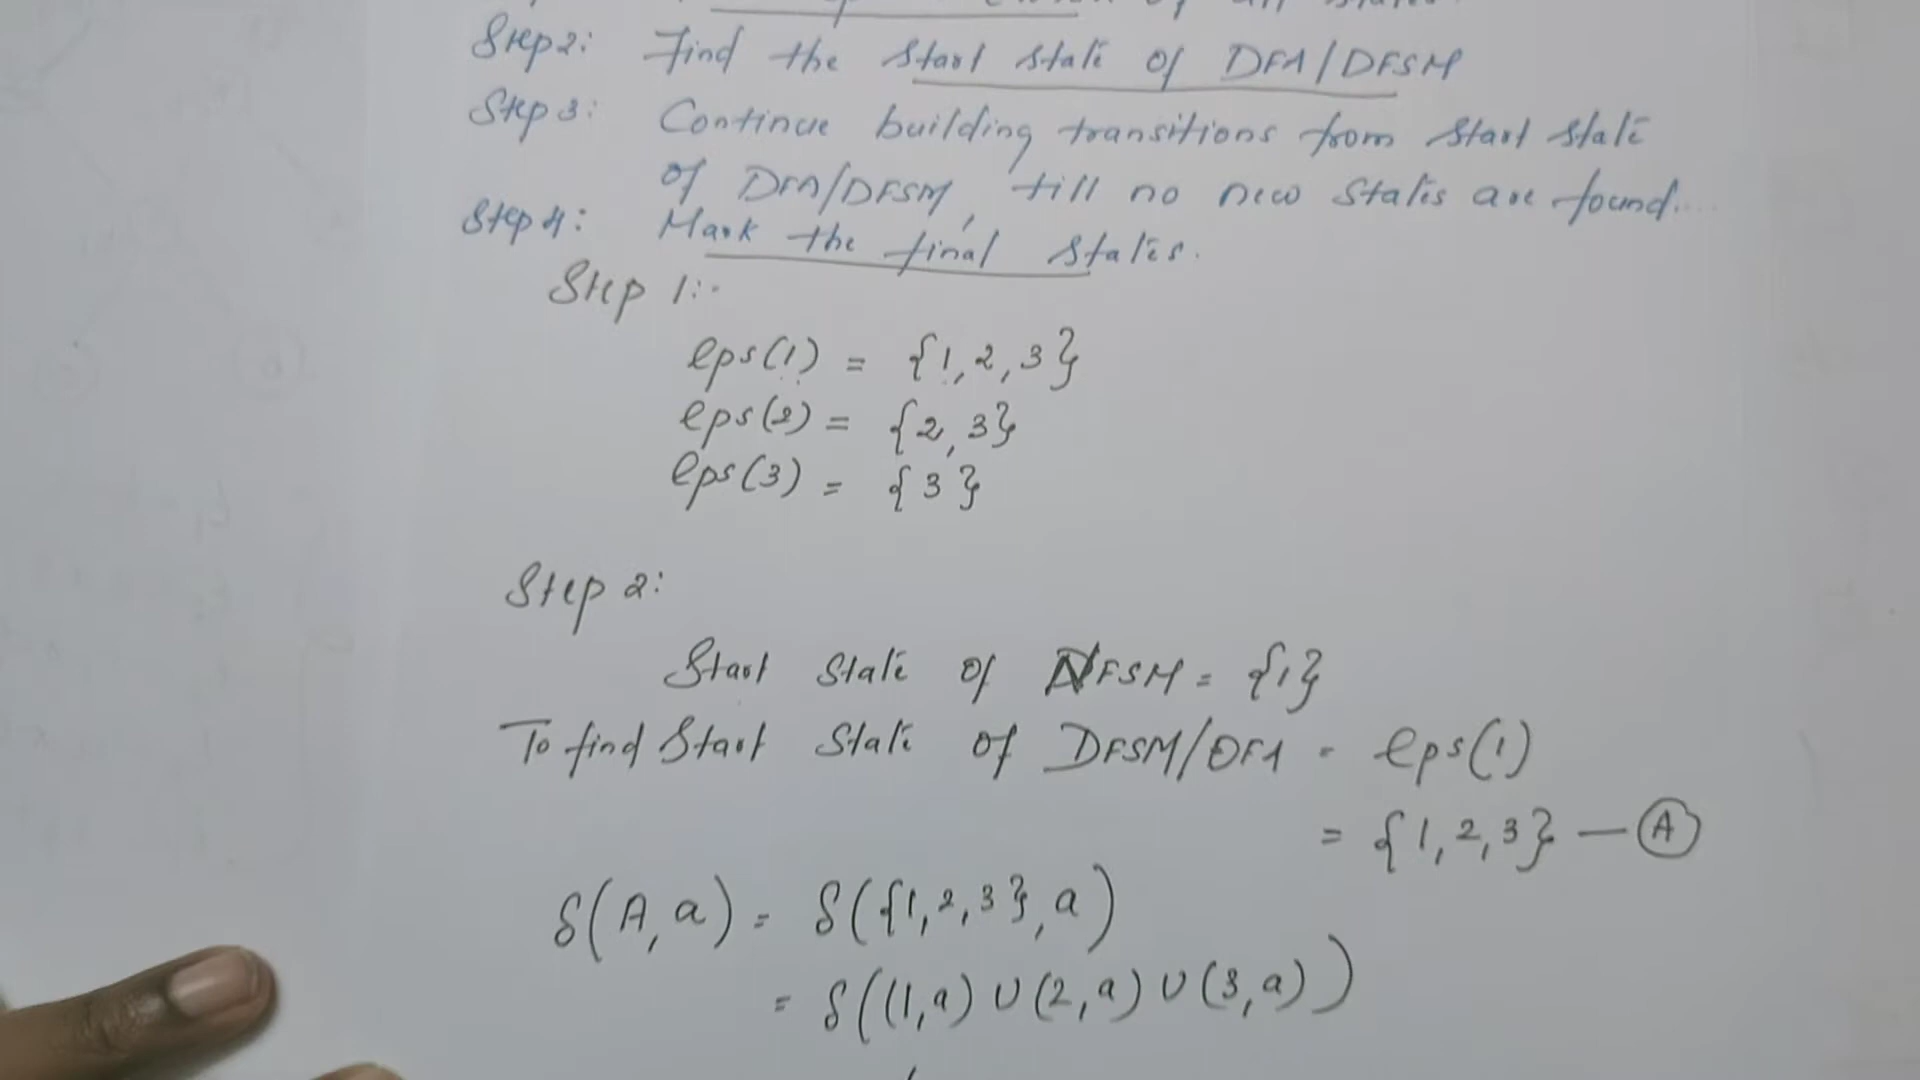 Step 2: Find the Start State of DFA/DFSM
Step 3: Continue building transitions from Start State
of DFA/DFSM, till no new States are found...
Step 4: Mark the final States.
Step 1:-
eps(1) = {1,2,3}
eps(2) = {2,3}
eps(3) = {3}
Step 2:
Start State of NFSM = {1}
To find Start State of DFSM/DFA = eps(1)
= {1,2,3} — A
δ(A,a) = δ({1,2,3},a)
= δ((1,a) ∪ (2,a) ∪ (3,a))